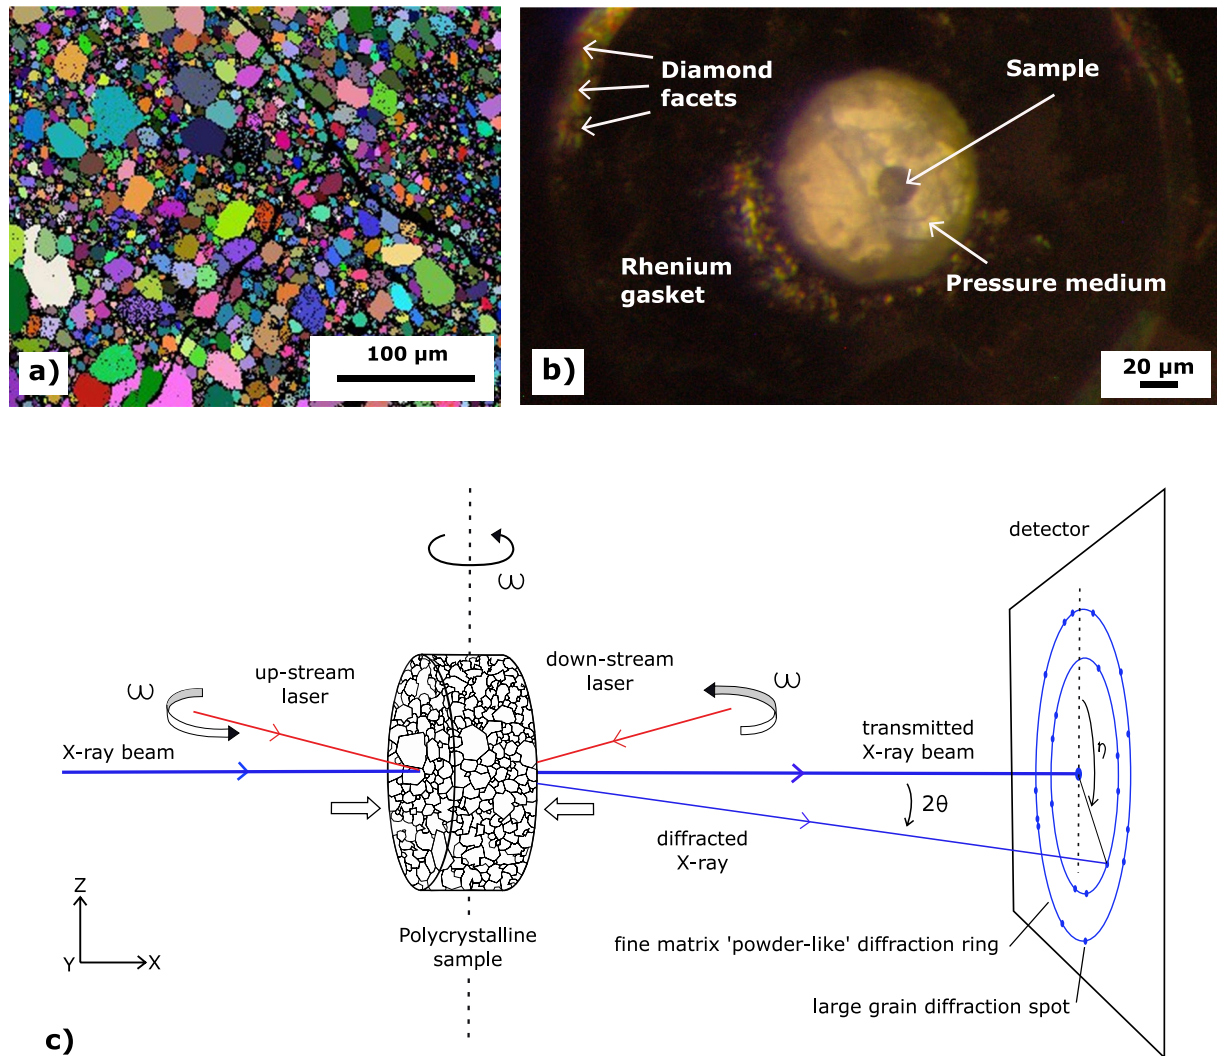 a)
100 µm
Diamond
facets
Sample
Rhenium
gasket
Pressure medium
b)
20 µm
detector
ω
up-stream
laser
down-stream
laser
ω
ω
X-ray beam
transmitted
X-ray beam
η
2θ
diffracted
X-ray
Z
Y
X
Polycrystalline
sample
fine matrix 'powder-like' diffraction ring
large grain diffraction spot
c)